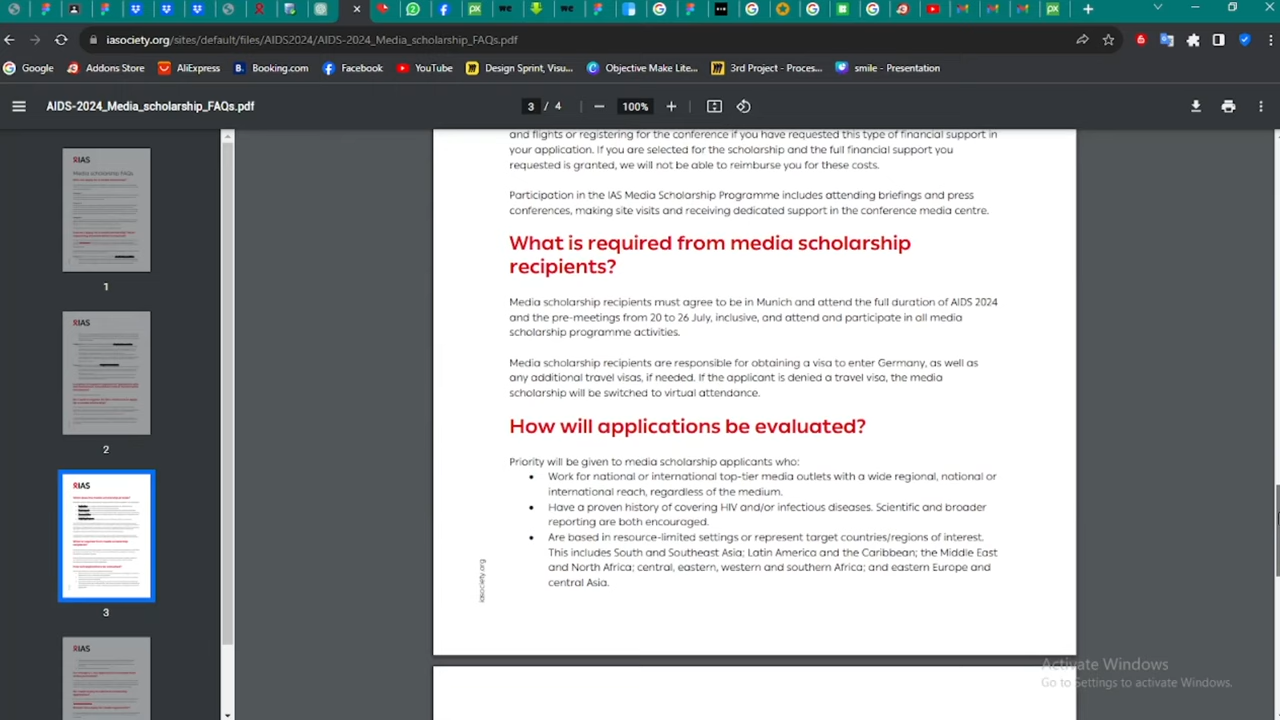 iasociety.org/sites/default/files/AIDS2024/AIDS-2024_Media_scholarship_FAQs.pdf
Google Addons Store AliExpress Booking.com Facebook YouTube Design Sprint, Visu... Objective Make Lite... 3rd Project - Proces... smile - Presentation
AIDS-2024_Media_scholarship_FAQs.pdf 3 / 4 100%
and flights or registering for the conference if you have requested this type of financial support in
your application. If you are selected for the scholarship and the full financial support you
requested is granted, we will not be able to reimburse you for these costs.
Participation in the IAS Media Scholarship Programme includes attending briefings and press
conferences, making site visits and receiving dedicated support in the conference media centre.
What is required from media scholarship
recipients?
Media scholarship recipients must agree to be in Munich and attend the full duration of AIDS 2024
and the pre-meetings from 20 to 26 July, inclusive, and attend and participate in all media
scholarship programme activities.
Media scholarship recipients are responsible for obtaining a visa to enter Germany, as well as
any additional travel visas, if needed. If the applicant is denied a travel visa, the media
scholarship will be switched to virtual attendance.
How will applications be evaluated?
Priority will be given to media scholarship applicants who:
• Work for national or international top-tier media outlets with a wide regional, national or
international reach, regardless of the medium.
• Have a proven history of covering HIV and/or infectious diseases. Scientific and broader
reporting are both encouraged.
• Are based in resource-limited settings or represent target countries/regions of interest.
This includes South and Southeast Asia; Latin America and the Caribbean; the Middle East
and North Africa; central, eastern, western and southern Africa; and eastern Europe and
central Asia.
iasociety.org
IAS
Media scholarship FAQs
1
IAS
2
IAS
3
IAS
Activate Windows
Go to Settings to activate Windows.